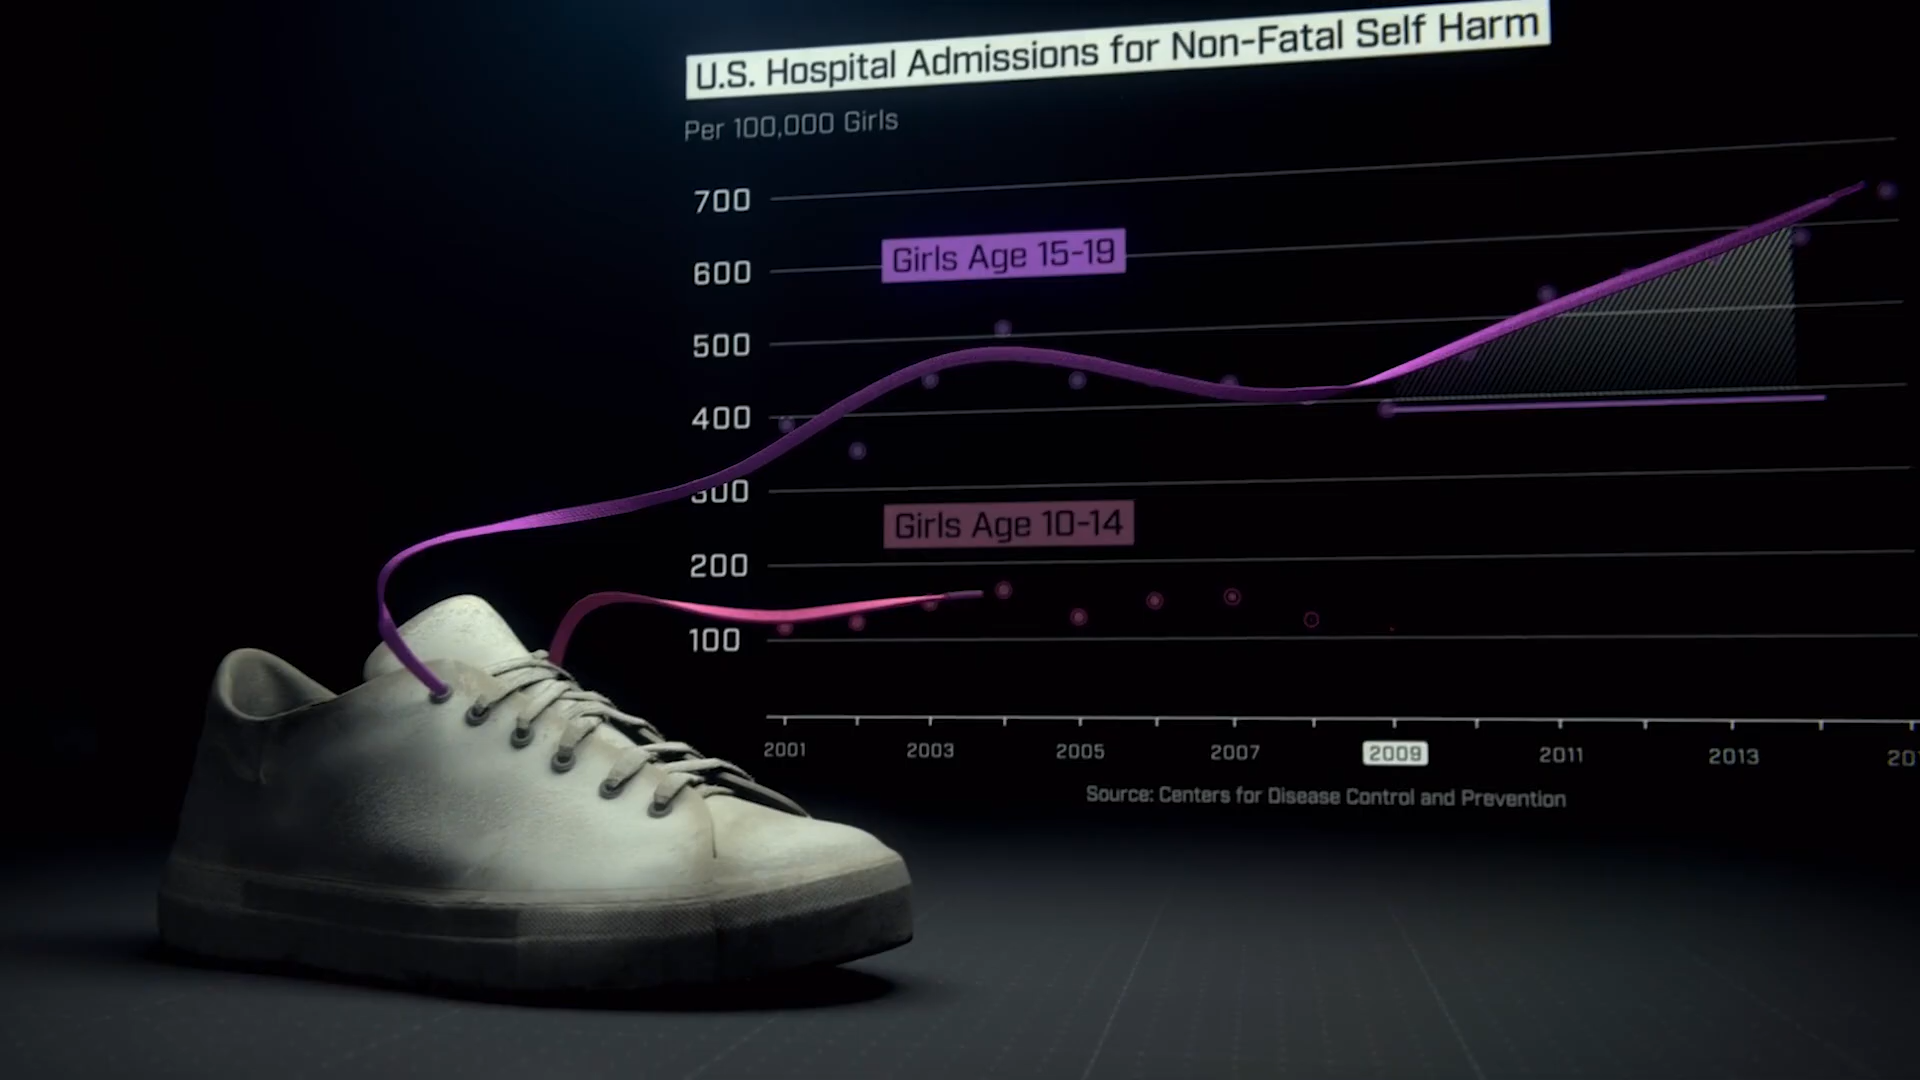 U.S. Hospital Admissions for Non-Fatal Self Harm
Per 100,000 Girls
700
Girls Age 15-19
600
500
400
300
Girls Age 10-14
200
100
2001 2003 2005 2007 2009 2011 2013
Source: Centers for Disease Control and Prevention